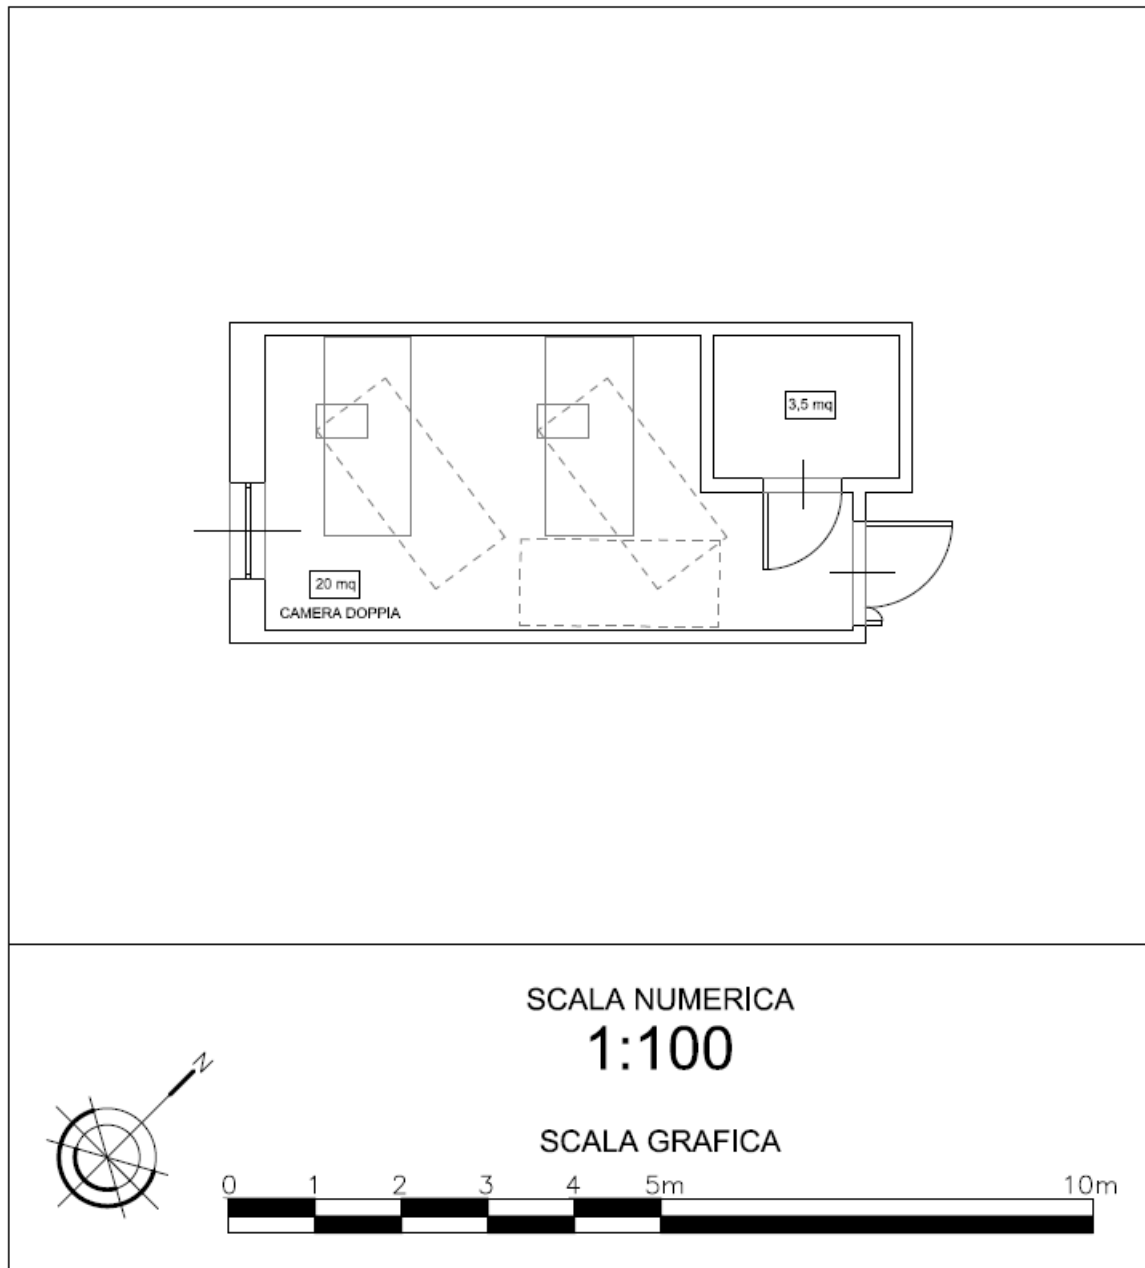 3,5 mq
20 mq
CAMERA DOPPIA
SCALA NUMERICA
1:100
N
SCALA GRAFICA
0 1 2 3 4 5m 10m